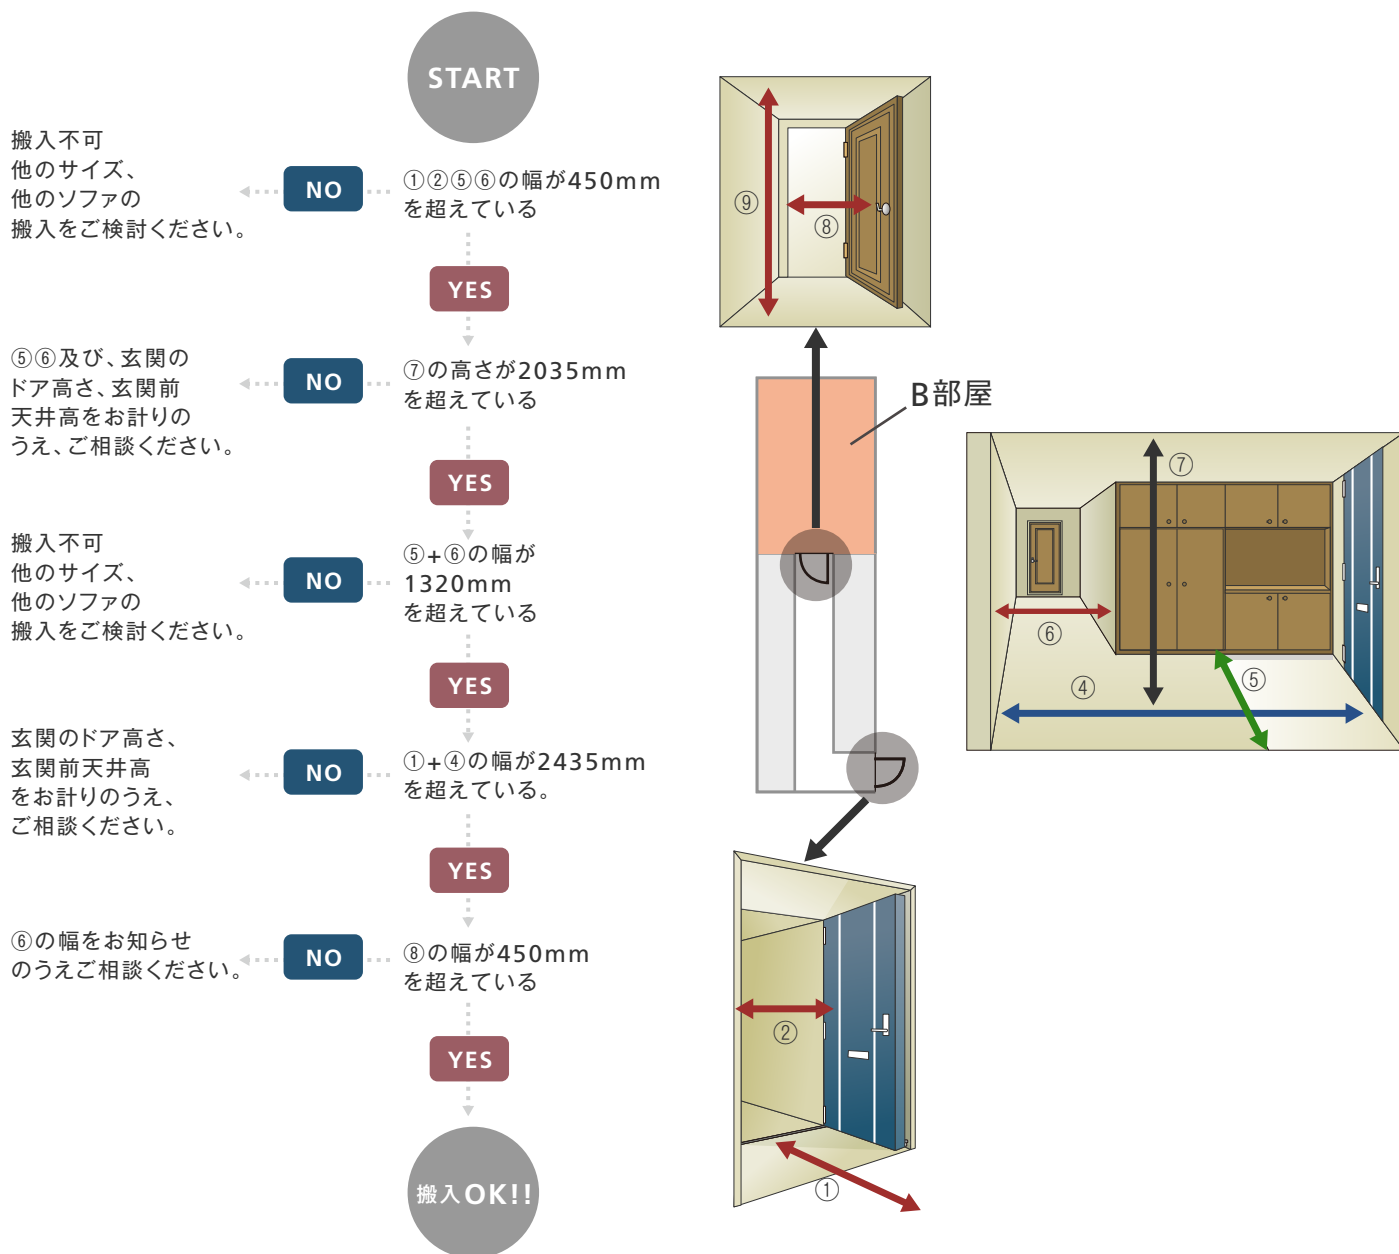 START
①②⑤⑥の幅が450mm
を超えている
NO
搬入不可
他のサイズ、
他のソファの
搬入をご検討ください。
YES
⑦の高さが2035mm
を超えている
NO
⑤⑥及び、玄関の
ドア高さ、玄関前
天井高をお計りの
うえ、ご相談ください。
YES
⑤+⑥の幅が
1320mm
を超えている
NO
搬入不可
他のサイズ、
他のソファの
搬入をご検討ください。
YES
①+④の幅が2435mm
を超えている。
NO
玄関のドア高さ、
玄関前天井高
をお計りのうえ、
ご相談ください。
YES
⑧の幅が450mm
を超えている
NO
⑥の幅をお知らせ
のうえご相談ください。
YES
搬入OK!!
⑨
⑧
B部屋
⑦
⑥
④
⑤
②
①